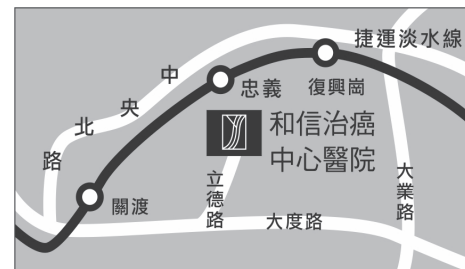 捷運淡水線
中央北路
忠義
復興崗
和信治癌
中心醫院
關渡
立德路
大度路
大業路